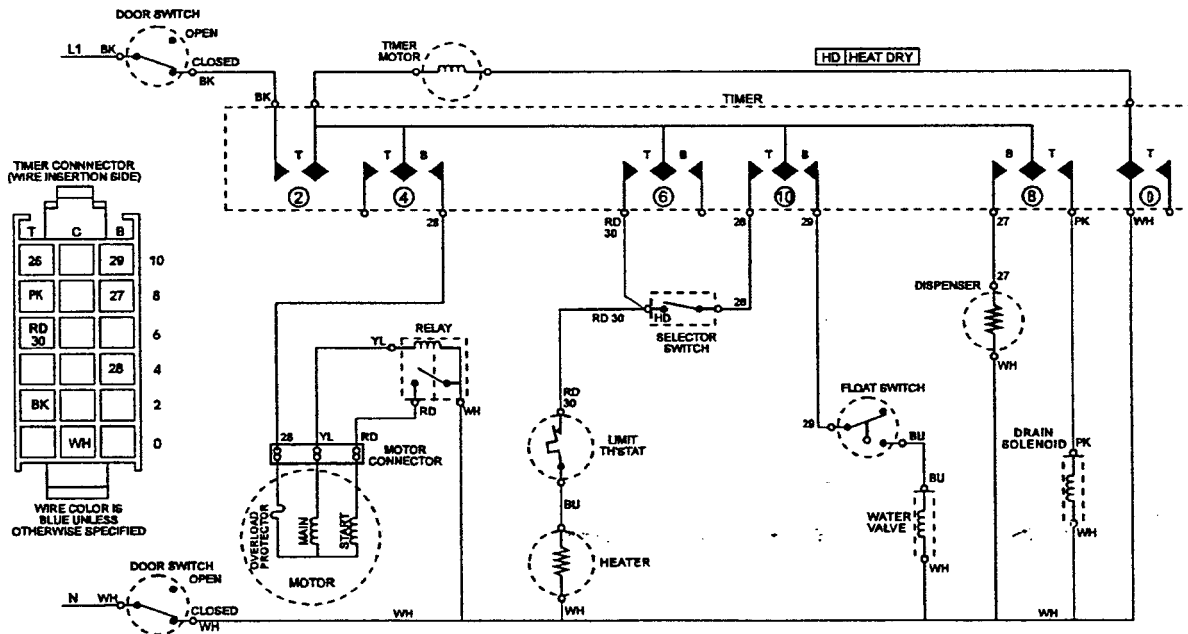 DOOR SWITCH
OPEN
L1 BK
CLOSED
BK
TIMER
MOTOR
HD HEAT DRY
BK
TIMER
T T B T B T B B T T
2 4 6 10 8 0
28 RD
30 26 29 27 PK WH
TIMER CONNNECTOR
(WIRE INSERTION SIDE)
T C B
26 29 10
PK 27 8
RD
30 6
28 4
BK 2
WH 0
WIRE COLOR IS
BLUE UNLESS
OTHERWISE SPECIFIED
RELAY
YL
RD
WH
28 YL RD
MOTOR
CONNECTOR
OVERLOAD
PROTECTOR
MAIN
START
MOTOR
RD 30 HD 26
SELECTOR
SWITCH
RD
30
LIMIT
TH'STAT
BU
HEATER
WH
27
DISPENSER
WH
FLOAT SWITCH
29
BU
BU
WATER
VALVE
WH
DRAIN
SOLENOID
PK
WH
DOOR SWITCH
OPEN
N WH
CLOSED
WH
WH
WH